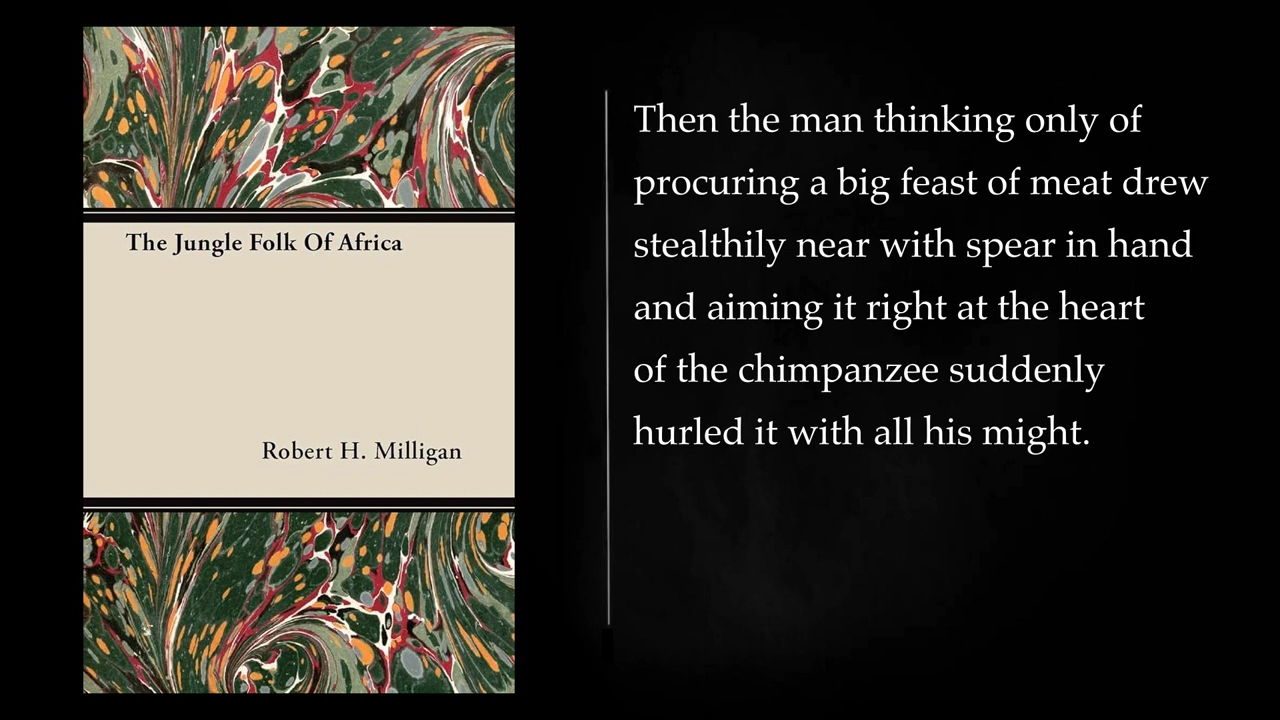 The Jungle Folk Of Africa
Robert H. Milligan
Then the man thinking only of
procuring a big feast of meat drew
stealthily near with spear in hand
and aiming it right at the heart
of the chimpanzee suddenly
hurled it with all his might.